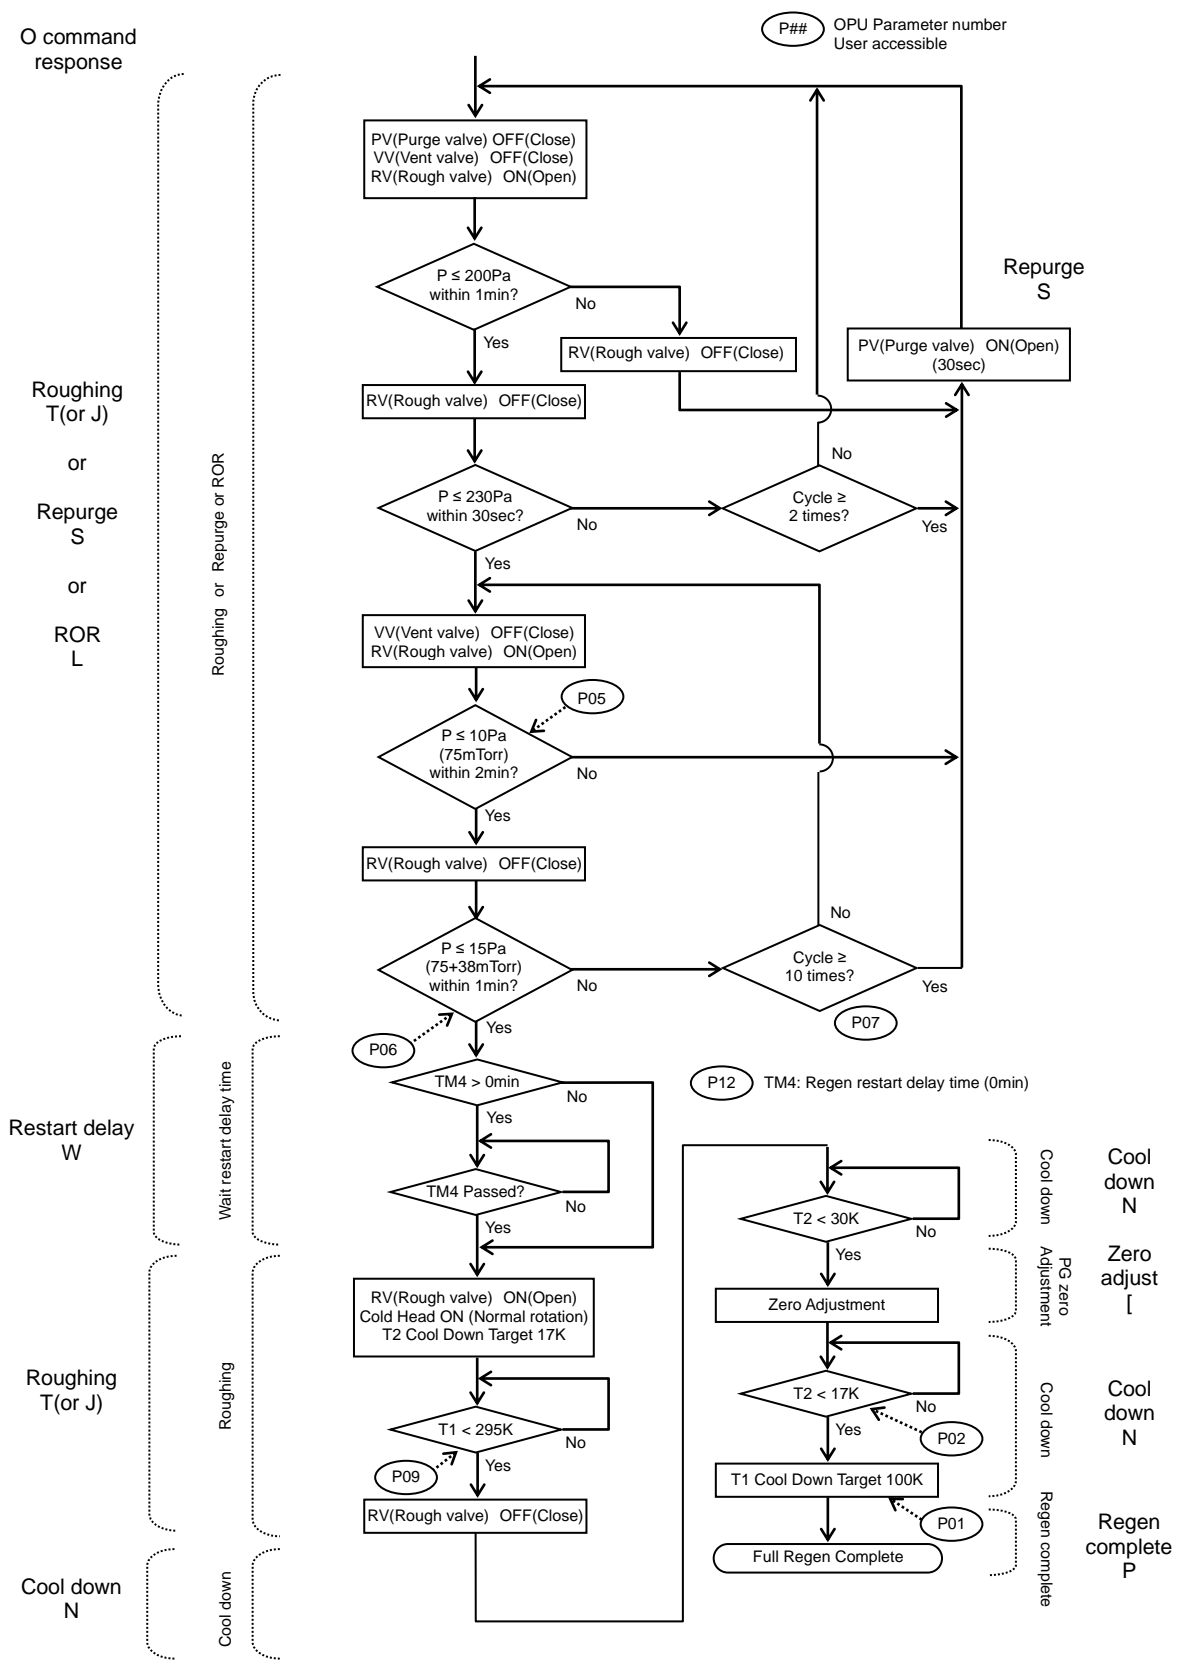 P##
OPU Parameter number
User accessible
O command
response
PV(Purge valve) OFF(Close)
VV(Vent valve) OFF(Close)
RV(Rough valve) ON(Open)
P ≤ 200Pa
within 1min?
No
Yes
RV(Rough valve) OFF(Close)
Repurge
S
PV(Purge valve) ON(Open)
(30sec)
RV(Rough valve) OFF(Close)
P ≤ 230Pa
within 30sec?
No
Yes
Cycle ≥
2 times?
No
Yes
Roughing
T(or J)
or
Repurge
S
or
ROR
L
Roughing or Repurge or ROR
VV(Vent valve) OFF(Close)
RV(Rough valve) ON(Open)
P05
P ≤ 10Pa
(75mTorr)
within 2min?
No
Yes
RV(Rough valve) OFF(Close)
P ≤ 15Pa
(75+38mTorr)
within 1min?
No
Yes
P06
Cycle ≥
10 times?
No
Yes
P07
Restart delay
W
Wait restart delay time
TM4 > 0min
No
Yes
TM4 Passed?
No
Yes
P12
TM4: Regen restart delay time (0min)
Roughing
T(or J)
Roughing
RV(Rough valve) ON(Open)
Cold Head ON (Normal rotation)
T2 Cool Down Target 17K
T1 < 295K
No
Yes
P09
RV(Rough valve) OFF(Close)
Cool down
N
Cool down
T2 < 30K
No
Yes
Cool down
Cool
down
N
Zero Adjustment
PG zero
Adjustment
Zero
adjust
[
T2 < 17K
No
Yes
P02
T1 Cool Down Target 100K
Cool down
Cool
down
N
P01
Full Regen Complete
Regen complete
Regen
complete
P